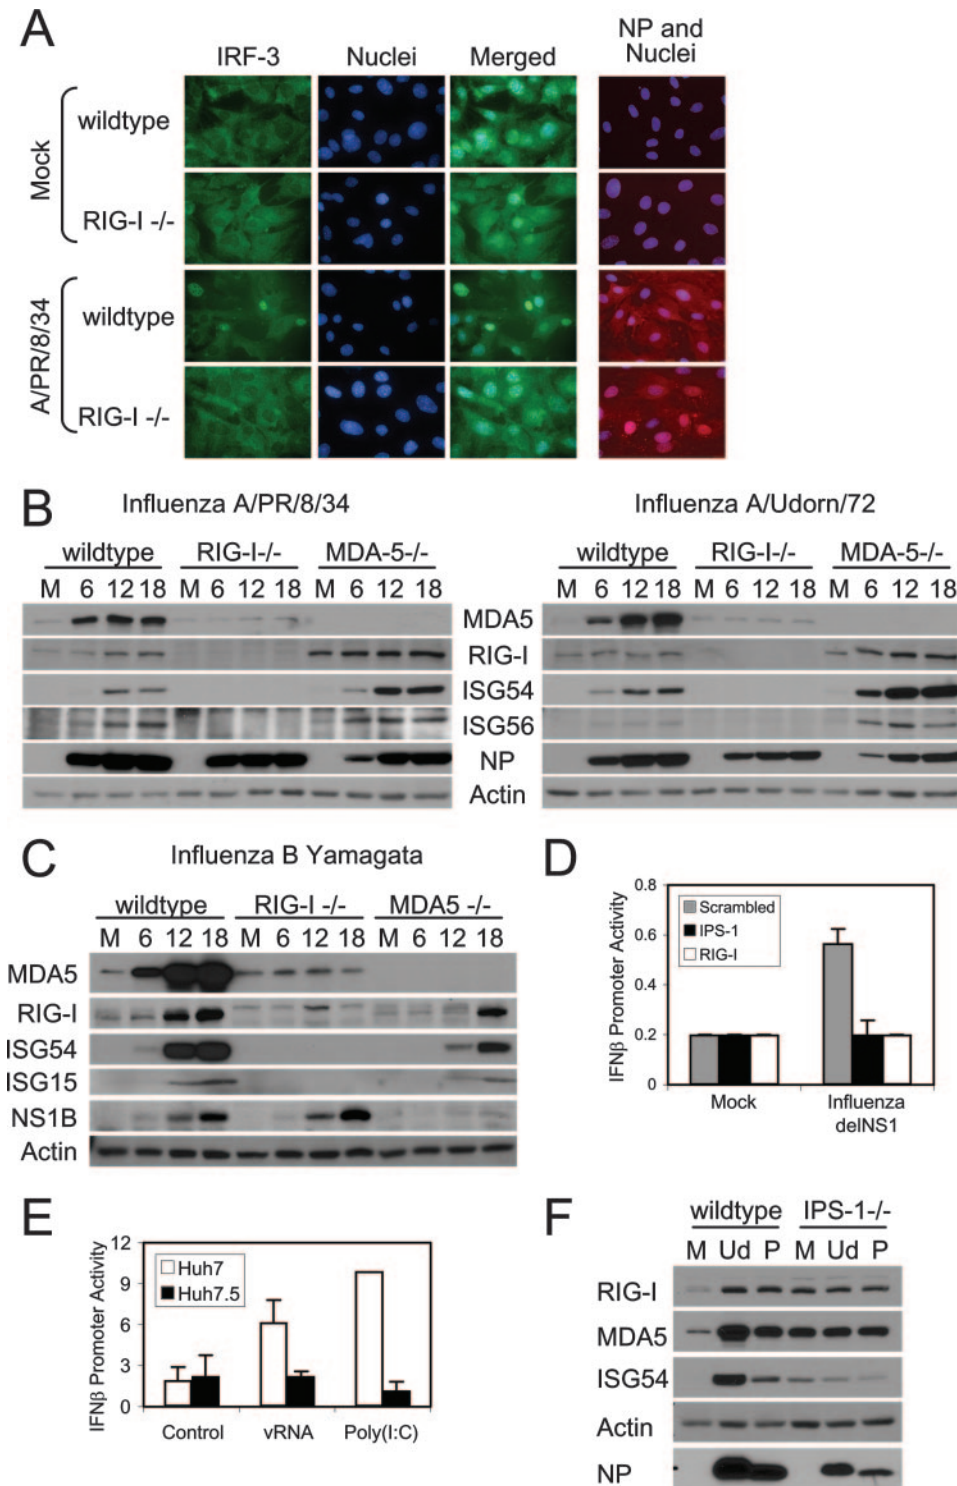 A
IRF-3 Nuclei Merged NP and Nuclei
Mock
wildtype
RIG-I -/-
A/PR/8/34
wildtype
RIG-I -/-
B
Influenza A/PR/8/34 Influenza A/Udorn/72
wildtype RIG-I-/- MDA-5-/- wildtype RIG-I-/- MDA-5-/-
M 6 12 18 M 6 12 18 M 6 12 18 M 6 12 18 M 6 12 18 M 6 12 18
MDA5
RIG-I
ISG54
ISG56
NP
Actin
C
Influenza B Yamagata
wildtype RIG-I -/- MDA5 -/-
M 6 12 18 M 6 12 18 M 6 12 18
MDA5
RIG-I
ISG54
ISG15
NS1B
Actin
D
IFNβ Promoter Activity
0.8
0.6
0.4
0.2
0
Scrambled
IPS-1
RIG-I
Mock Influenza
delNS1
E
IFNβ Promoter Activity
12
9
6
3
0
Huh7
Huh7.5
Control vRNA Poly(I:C)
F
wildtype IPS-1-/-
M Ud P M Ud P
RIG-I
MDA5
ISG54
Actin
NP